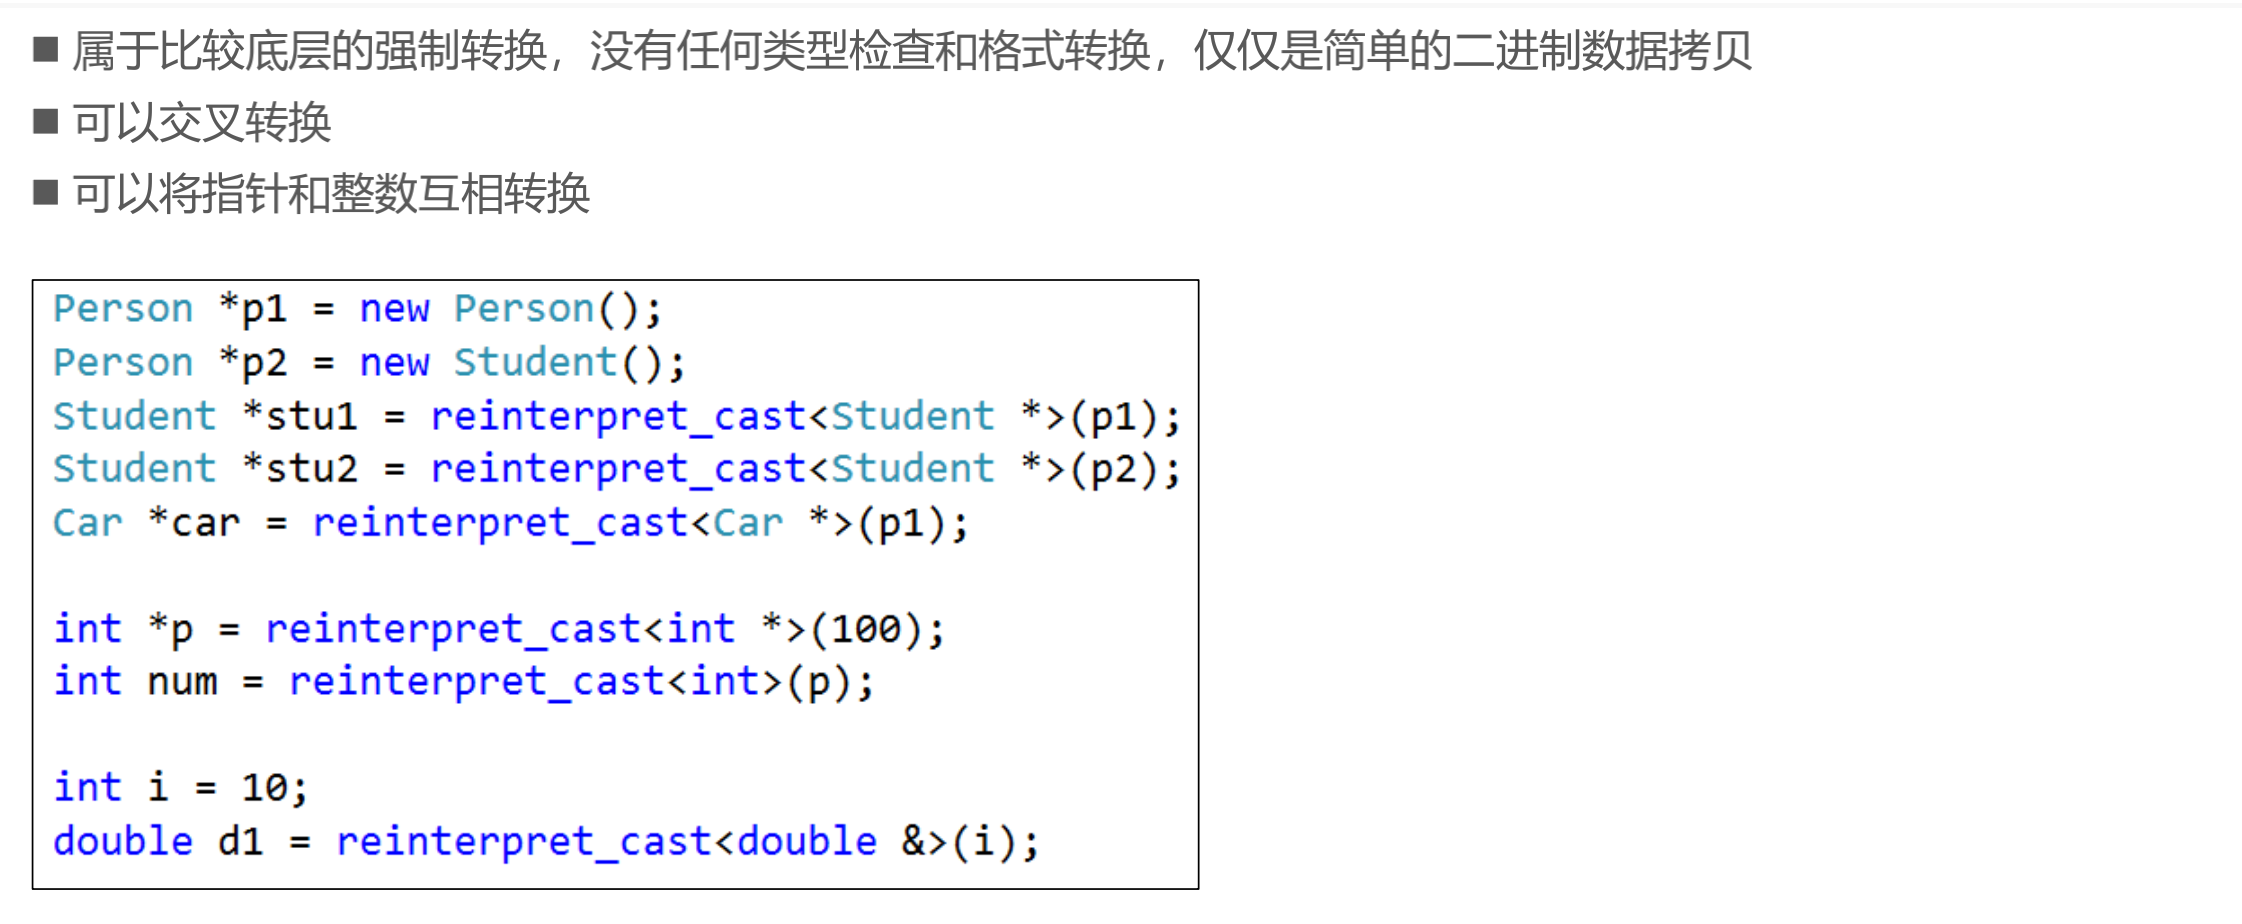 ■ 属于比较底层的强制转换，没有任何类型检查和格式转换，仅仅是简单的二进制数据拷贝
■ 可以交叉转换
■ 可以将指针和整数互相转换
Person *p1 = new Person();
Person *p2 = new Student();
Student *stu1 = reinterpret_cast<Student *>(p1);
Student *stu2 = reinterpret_cast<Student *>(p2);
Car *car = reinterpret_cast<Car *>(p1);
int *p = reinterpret_cast<int *>(100);
int num = reinterpret_cast<int>(p);
int i = 10;
double d1 = reinterpret_cast<double &>(i);